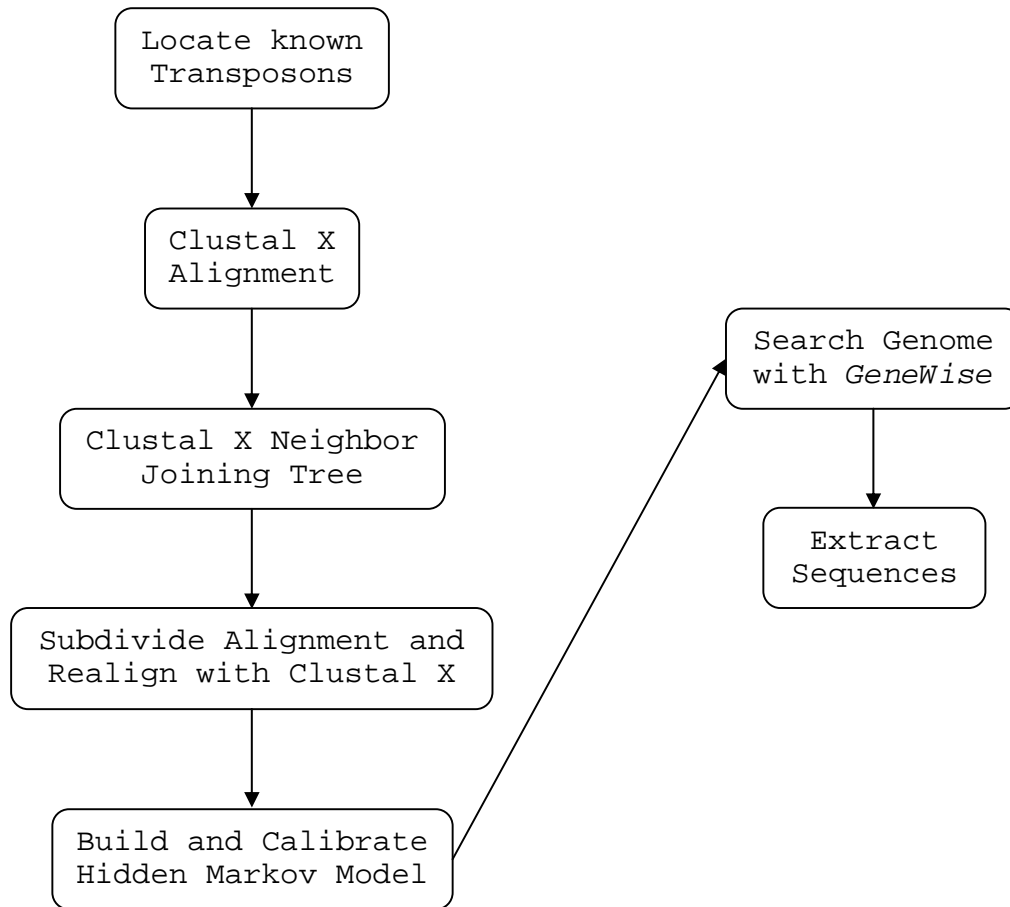 Locate known
Transposons
Clustal X
Alignment
Clustal X Neighbor
Joining Tree
Subdivide Alignment and
Realign with Clustal X
Build and Calibrate
Hidden Markov Model
Search Genome
with GeneWise
Extract
Sequences